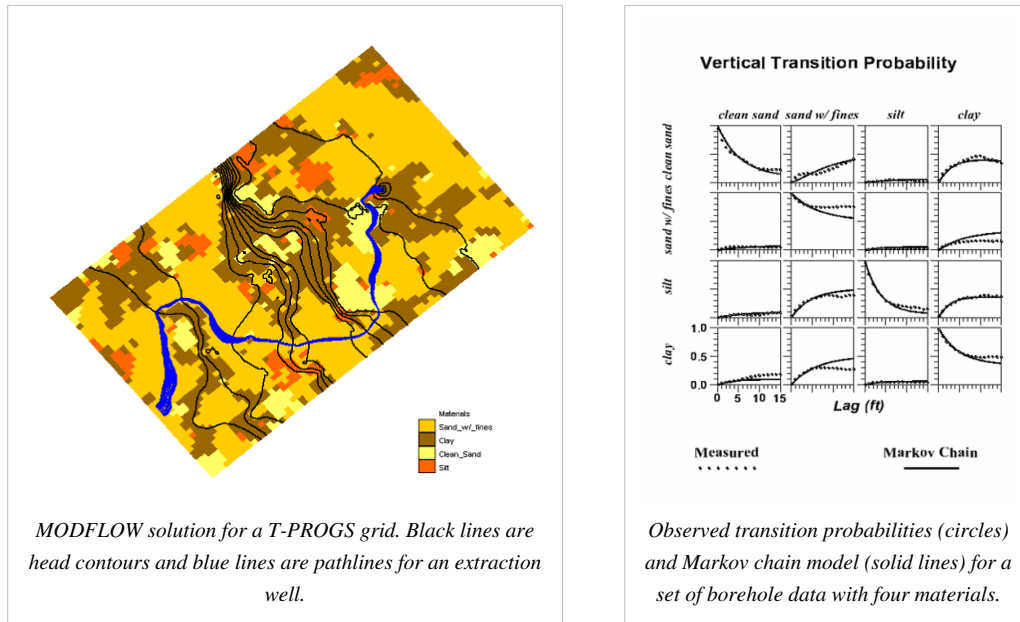 Materials
Sand_w/_fines
Clay
Clean_Sand
Silt
MODFLOW solution for a T-PROGS grid. Black lines are
head contours and blue lines are pathlines for an extraction
well.
Vertical Transition Probability
clean sand sand w/ fines silt clay
clean sand
sand w/ fines
silt
clay
1.0
0.5
0.0
0 5 10 15
Lag (ft)
Measured Markov Chain
Observed transition probabilities (circles)
and Markov chain model (solid lines) for a
set of borehole data with four materials.